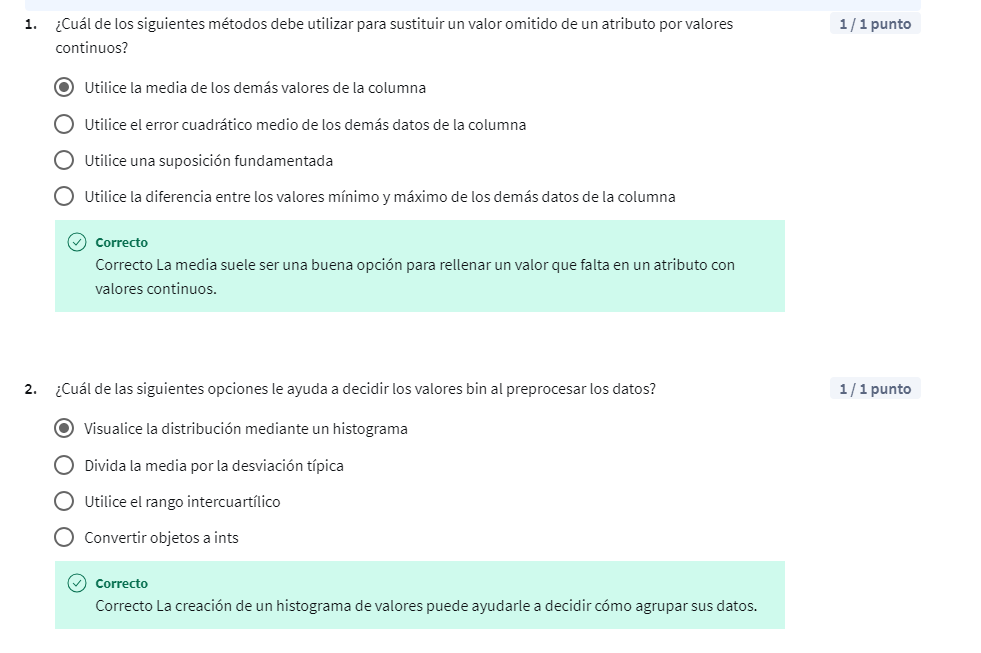 1. ¿Cuál de los siguientes métodos debe utilizar para sustituir un valor omitido de un atributo por valores 1 / 1 punto
continuos?
Utilice la media de los demás valores de la columna
Utilice el error cuadrático medio de los demás datos de la columna
Utilice una suposición fundamentada
Utilice la diferencia entre los valores mínimo y máximo de los demás datos de la columna
Correcto
Correcto La media suele ser una buena opción para rellenar un valor que falta en un atributo con
valores continuos.
2. ¿Cuál de las siguientes opciones le ayuda a decidir los valores bin al preprocesar los datos? 1 / 1 punto
Visualice la distribución mediante un histograma
Divida la media por la desviación típica
Utilice el rango intercuartílico
Convertir objetos a ints
Correcto
Correcto La creación de un histograma de valores puede ayudarle a decidir cómo agrupar sus datos.